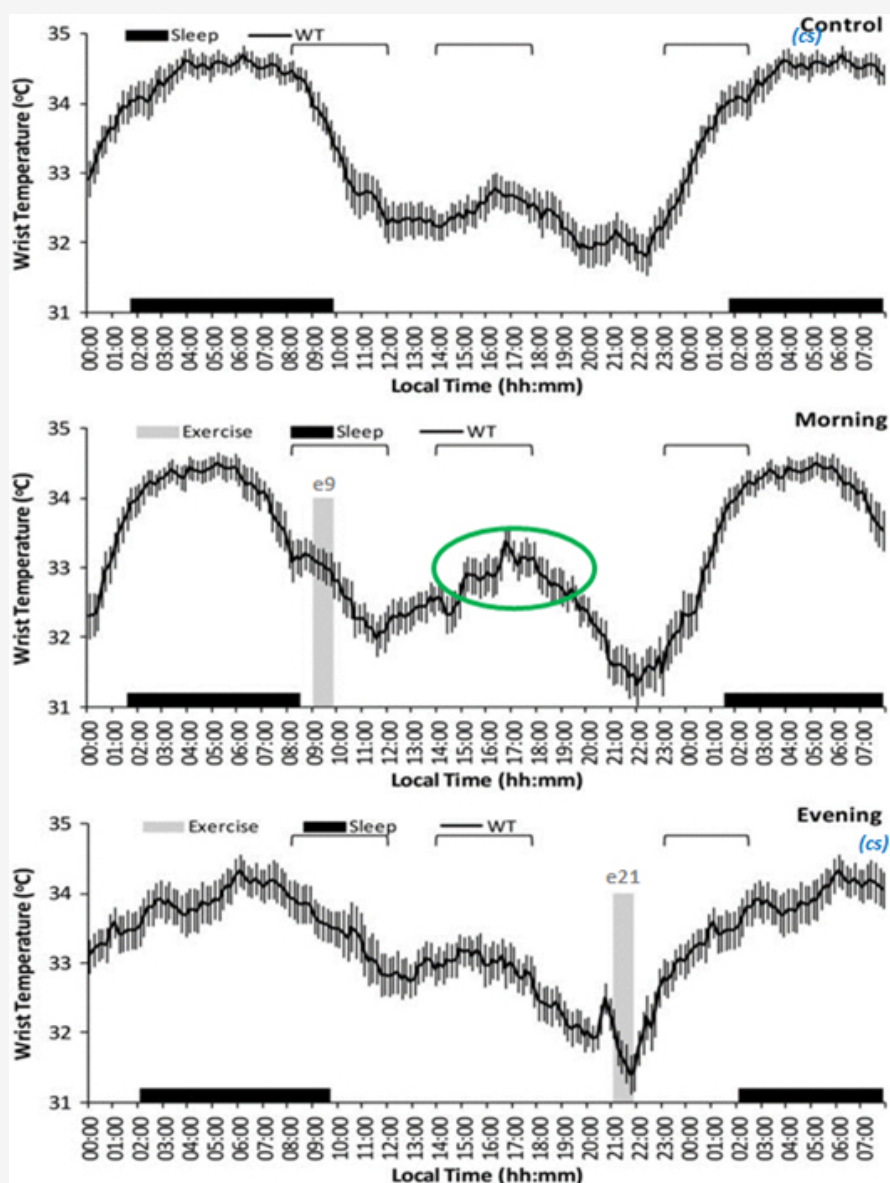 Sleep WT Control
(cs)
35
34
33
32
31
Wrist Temperature (ºC)
00:00 01:00 02:00 03:00 04:00 05:00 06:00 07:00 08:00 09:00 10:00 11:00 12:00 13:00 14:00 15:00 16:00 17:00 18:00 19:00 20:00 21:00 22:00 23:00 00:00 01:00 02:00 03:00 04:00 05:00 06:00 07:00
Local Time (hh:mm)
Exercise Sleep WT Morning
e9
35
34
33
32
31
Wrist Temperature (ºC)
00:00 01:00 02:00 03:00 04:00 05:00 06:00 07:00 08:00 09:00 10:00 11:00 12:00 13:00 14:00 15:00 16:00 17:00 18:00 19:00 20:00 21:00 22:00 23:00 00:00 01:00 02:00 03:00 04:00 05:00 06:00 07:00
Local Time (hh:mm)
Exercise Sleep WT Evening
(cs)
e21
35
34
33
32
31
Wrist Temperature (ºC)
00:00 01:00 02:00 03:00 04:00 05:00 06:00 07:00 08:00 09:00 10:00 11:00 12:00 13:00 14:00 15:00 16:00 17:00 18:00 19:00 20:00 21:00 22:00 23:00 00:00 01:00 02:00 03:00 04:00 05:00 06:00 07:00
Local Time (hh:mm)